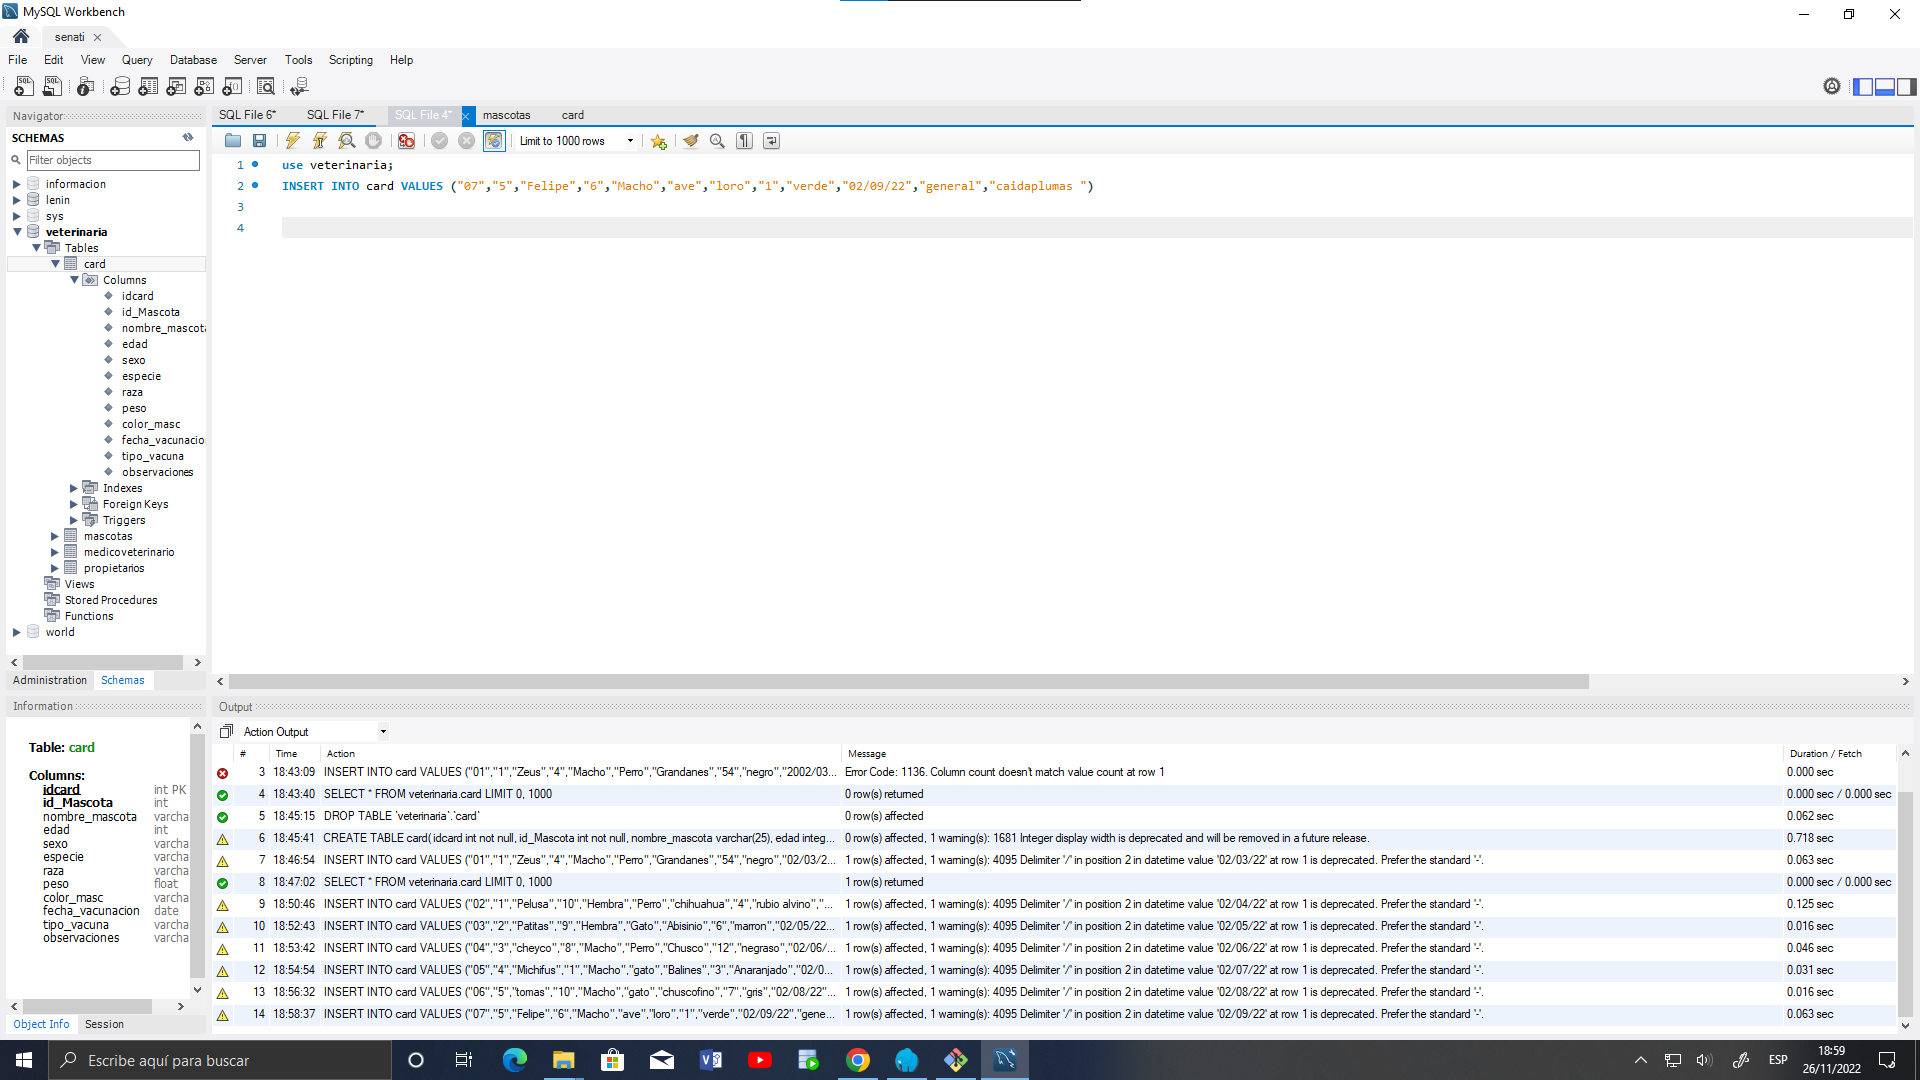 MySQL Workbench
senati
File Edit View Query Database Server Tools Scripting Help
Navigator
SCHEMAS
Filter objects
informacion
lenin
sys
veterinaria
Tables
card
Columns
idcard
id_Mascota
nombre_mascota
edad
sexo
especie
raza
peso
color_masc
fecha_vacunacio
tipo_vacuna
observaciones
Indexes
Foreign Keys
Triggers
mascotas
medicoveterinario
propietarios
Views
Stored Procedures
Functions
world
Administration Schemas
Information
Table: card
Columns:
idcard int PK
id_Mascota int
nombre_mascota varcha
edad int
sexo varcha
especie varcha
raza varcha
peso float
color_masc varcha
fecha_vacunacion date
tipo_vacuna varcha
observaciones varcha
Object Info Session
SQL File 6* SQL File 7* SQL File 4* mascotas card
Limit to 1000 rows
1 use veterinaria;
2 INSERT INTO card VALUES ("07","5","Felipe","6","Macho","ave","loro","1","verde","02/09/22","general","caidaplumas ")
3
4
Output
Action Output
# Time Action Message Duration / Fetch
3 18:43:09 INSERT INTO card VALUES ("01","1","Zeus","4","Macho","Perro","Grandanes","54","negro","2002/03... Error Code: 1136. Column count doesn't match value count at row 1 0.000 sec
4 18:43:40 SELECT * FROM veterinaria.card LIMIT 0, 1000 0 row(s) returned 0.000 sec / 0.000 sec
5 18:45:15 DROP TABLE `veterinaria`.`card` 0 row(s) affected 0.062 sec
6 18:45:41 CREATE TABLE card( idcard int not null, id_Mascota int not null, nombre_mascota varchar(25), edad integ... 0 row(s) affected, 1 warning(s): 1681 Integer display width is deprecated and will be removed in a future release. 0.718 sec
7 18:46:54 INSERT INTO card VALUES ("01","1","Zeus","4","Macho","Perro","Grandanes","54","negro","02/03/2... 1 row(s) affected, 1 warning(s): 4095 Delimiter '/' in position 2 in datetime value '02/03/22' at row 1 is deprecated. Prefer the standard '-'. 0.063 sec
8 18:47:02 SELECT * FROM veterinaria.card LIMIT 0, 1000 1 row(s) returned 0.000 sec / 0.000 sec
9 18:50:46 INSERT INTO card VALUES ("02","1","Pelusa","10","Hembra","Perro","chihuahua","4","rubio alvino","... 1 row(s) affected, 1 warning(s): 4095 Delimiter '/' in position 2 in datetime value '02/04/22' at row 1 is deprecated. Prefer the standard '-'. 0.125 sec
10 18:52:43 INSERT INTO card VALUES ("03","2","Patitas","9","Hembra","Gato","Abisinio","6","marron","02/05/22... 1 row(s) affected, 1 warning(s): 4095 Delimiter '/' in position 2 in datetime value '02/05/22' at row 1 is deprecated. Prefer the standard '-'. 0.016 sec
11 18:53:42 INSERT INTO card VALUES ("04","3","cheyco","8","Macho","Perro","Chusco","12","negraso","02/06/... 1 row(s) affected, 1 warning(s): 4095 Delimiter '/' in position 2 in datetime value '02/06/22' at row 1 is deprecated. Prefer the standard '-'. 0.046 sec
12 18:54:54 INSERT INTO card VALUES ("05","4","Michifus","1","Macho","gato","Balines","3","Anaranjado","02/0... 1 row(s) affected, 1 warning(s): 4095 Delimiter '/' in position 2 in datetime value '02/07/22' at row 1 is deprecated. Prefer the standard '-'. 0.031 sec
13 18:56:32 INSERT INTO card VALUES ("06","5","tomas","10","Macho","gato","chuscofino","7","gris","02/08/22"... 1 row(s) affected, 1 warning(s): 4095 Delimiter '/' in position 2 in datetime value '02/08/22' at row 1 is deprecated. Prefer the standard '-'. 0.016 sec
14 18:58:37 INSERT INTO card VALUES ("07","5","Felipe","6","Macho","ave","loro","1","verde","02/09/22","gene... 1 row(s) affected, 1 warning(s): 4095 Delimiter '/' in position 2 in datetime value '02/09/22' at row 1 is deprecated. Prefer the standard '-'. 0.063 sec
Escribe aquí para buscar
ESP
18:59
26/11/2022